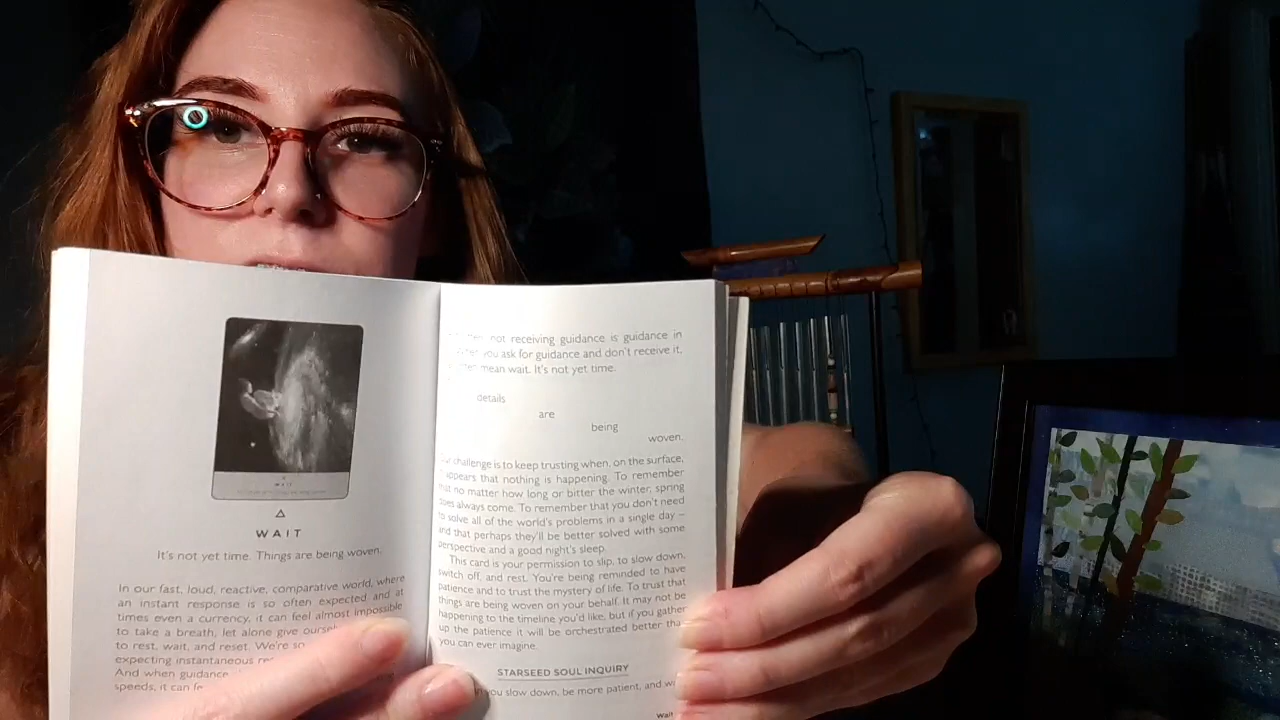 WAIT
WAIT
It's not yet time. Things are being woven.
In our fast, loud, reactive, comparative world, where
an instant response is so often expected and at
times even a currency, it can feel almost impossible
to take a breath, let alone give
to rest, wait, and reset. We're so
expecting instantaneous
And when guidance
speeds, it can
not receiving guidance is guidance in
you ask for guidance and don't receive it,
mean wait. It's not yet time.
details
are
being
woven.
challenge is to keep trusting when, on the surface,
appears that nothing is happening. To remember
that no matter how long or bitter the winter, spring
does always come. To remember that you don't need
to solve all of the world's problems in a single day –
and that perhaps they'll be better solved with some
perspective and a good night's sleep.
This card is your permission to slip, to slow down,
switch off, and rest. You're being reminded to have
patience and to trust the mystery of life. To trust that
things are being woven on your behalf. It may not be
happening to the timeline you'd like, but if you gather
up the patience it will be orchestrated better than
you can ever imagine.
STARSEED SOUL INQUIRY
you slow down, be more patient, and
Wait